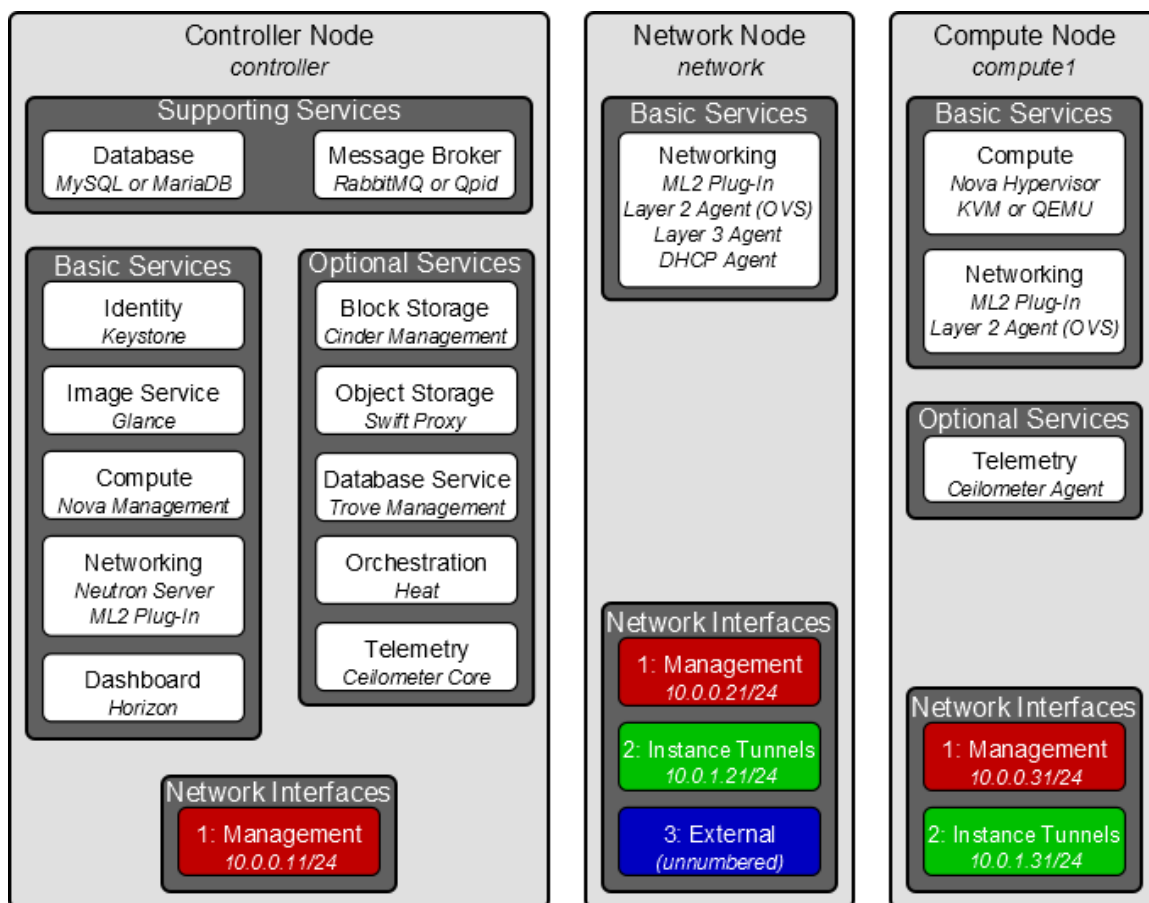 Controller Node
controller
Supporting Services
Database
MySQL or MariaDB
Message Broker
RabbitMQ or Qpid
Basic Services
Identity
Keystone
Image Service
Glance
Compute
Nova Management
Networking
Neutron Server
ML2 Plug-In
Dashboard
Horizon
Optional Services
Block Storage
Cinder Management
Object Storage
Swift Proxy
Database Service
Trove Management
Orchestration
Heat
Telemetry
Ceilometer Core
Network Interfaces
1: Management
10.0.0.11/24
Network Node
network
Basic Services
Networking
ML2 Plug-In
Layer 2 Agent (OVS)
Layer 3 Agent
DHCP Agent
Network Interfaces
1: Management
10.0.0.21/24
2: Instance Tunnels
10.0.1.21/24
3: External
(unnumbered)
Compute Node
compute1
Basic Services
Compute
Nova Hypervisor
KVM or QEMU
Networking
ML2 Plug-In
Layer 2 Agent (OVS)
Optional Services
Telemetry
Ceilometer Agent
Network Interfaces
1: Management
10.0.0.31/24
2: Instance Tunnels
10.0.1.31/24